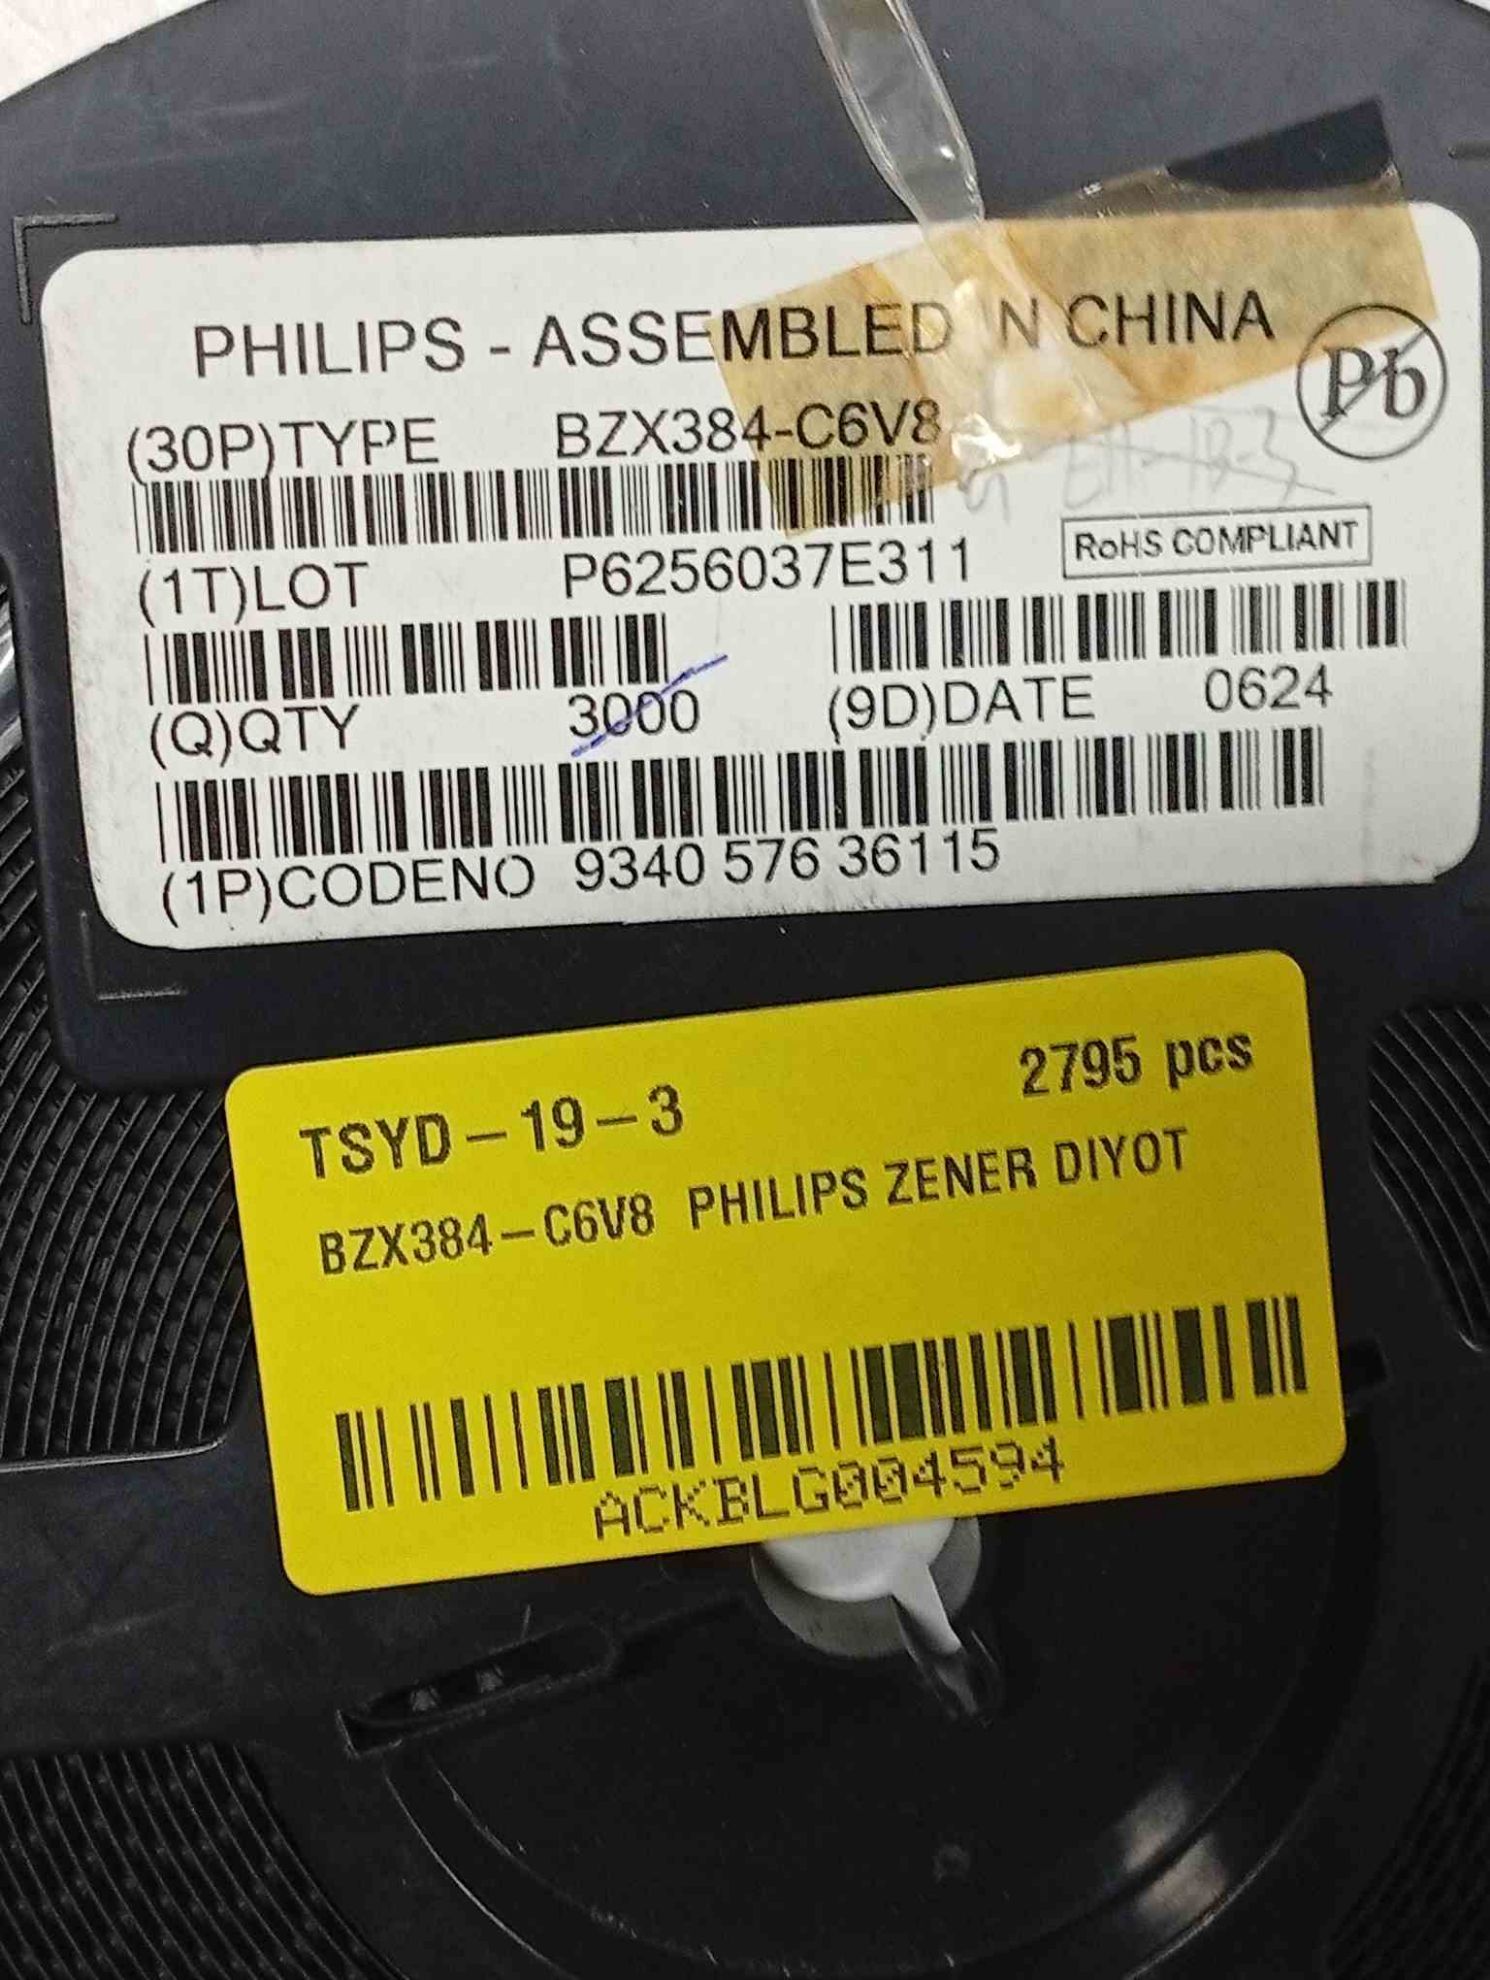 PHILIPS - ASSEMBLED IN CHINA
Pb
(30P)TYPE BZX384-C6V8
(1T)LOT P6256037E311
RoHS COMPLIANT
(Q)QTY 3000 (9D)DATE 0624
(1P)CODENO 9340 576 36115
TSYD-19-3 2795 pcs
BZX384-C6V8 PHILIPS ZENER DIYOT
ACKBLG004594